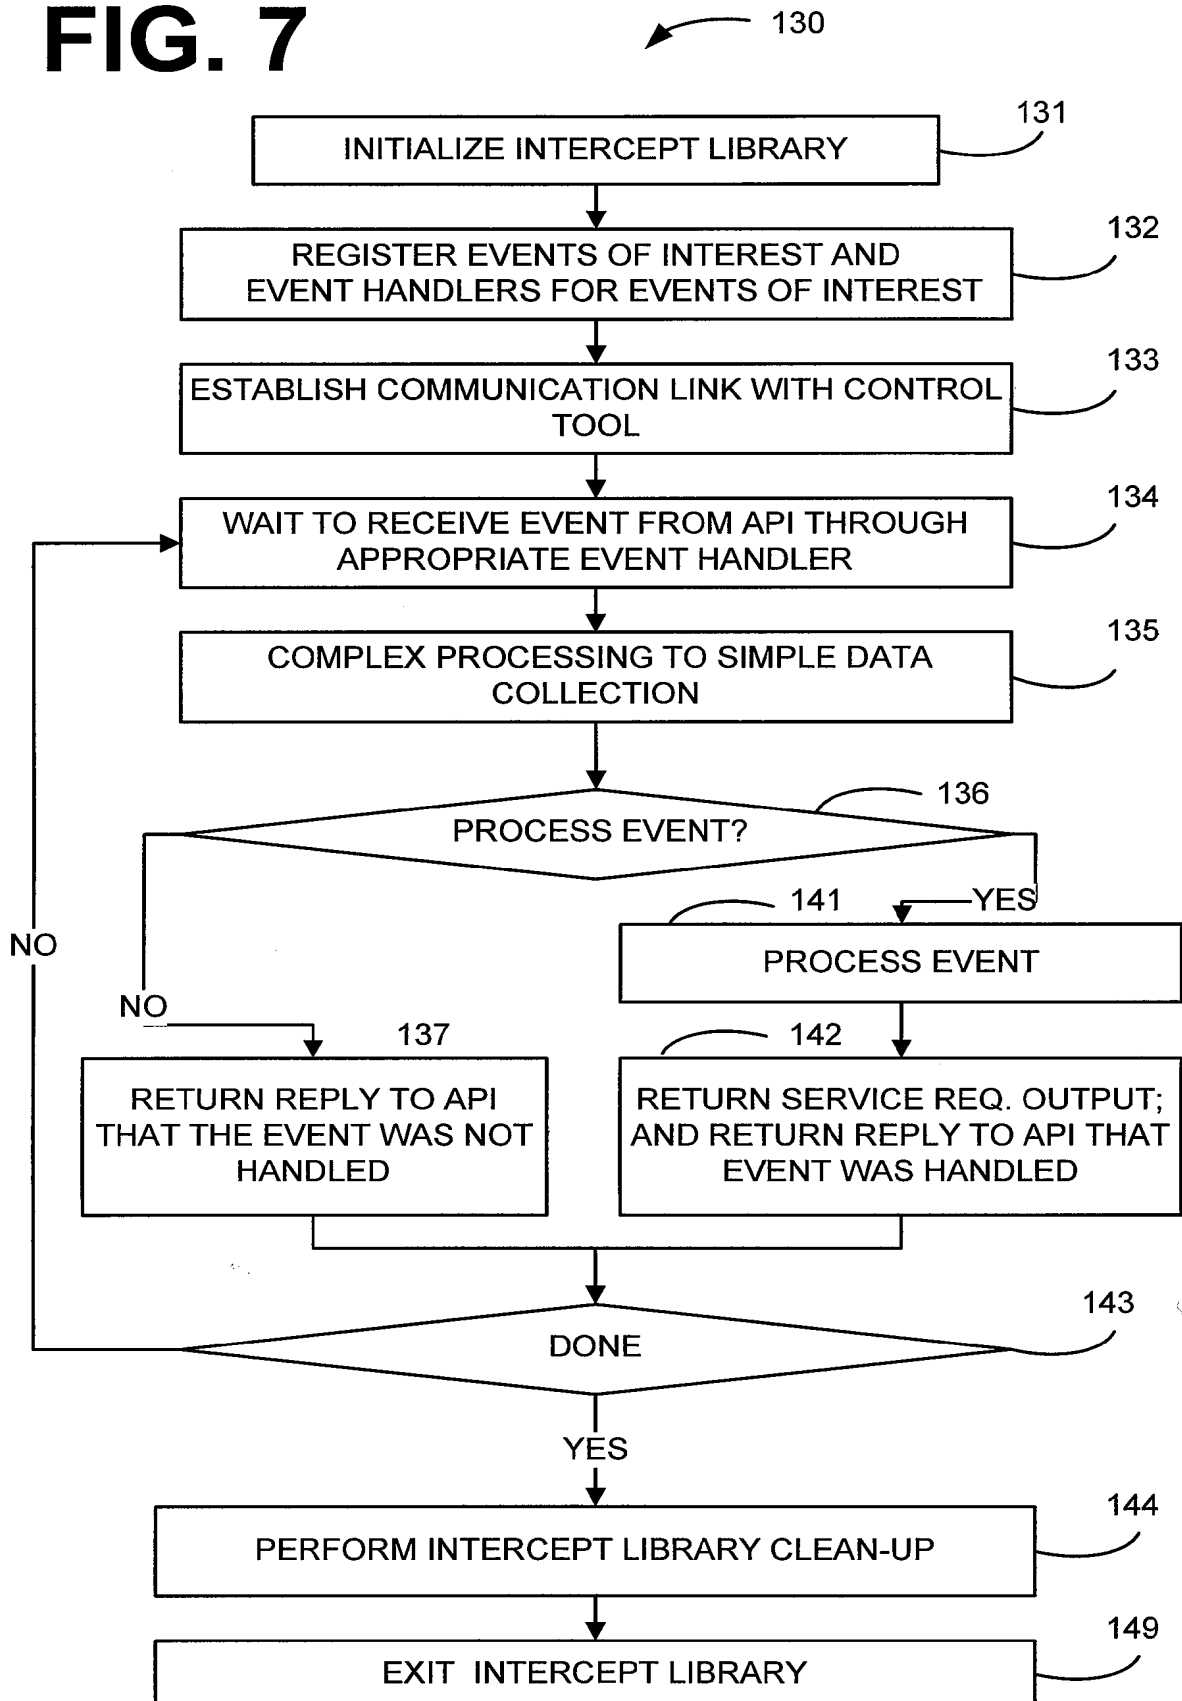 FIG. 7
130
131
INITIALIZE INTERCEPT LIBRARY
132
REGISTER EVENTS OF INTEREST AND
EVENT HANDLERS FOR EVENTS OF INTEREST
133
ESTABLISH COMMUNICATION LINK WITH CONTROL
TOOL
134
WAIT TO RECEIVE EVENT FROM API THROUGH
APPROPRIATE EVENT HANDLER
135
COMPLEX PROCESSING TO SIMPLE DATA
COLLECTION
136
PROCESS EVENT?
YES
141
PROCESS EVENT
NO
NO
137
RETURN REPLY TO API
THAT THE EVENT WAS NOT
HANDLED
142
RETURN SERVICE REQ. OUTPUT;
AND RETURN REPLY TO API THAT
EVENT WAS HANDLED
143
DONE
YES
144
PERFORM INTERCEPT LIBRARY CLEAN-UP
149
EXIT INTERCEPT LIBRARY